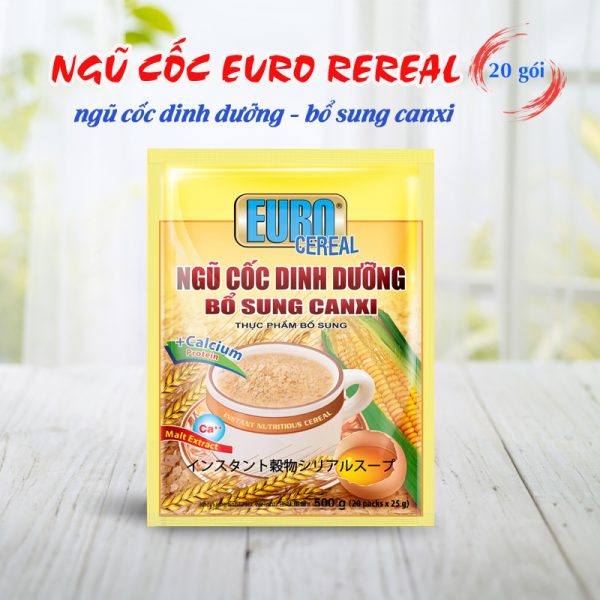 NGŨ CỐC EURO REREAL
20 gói
ngũ cốc dinh dưỡng - bổ sung canxi
EURO®
CEREAL
NGŨ CỐC DINH DƯỠNG
BỔ SUNG CANXI
THỰC PHẨM BỔ SUNG
+Calcium
Protein
INSTANT NUTRITIOUS CEREAL
Ca++
Malt Extract
インスタント穀物シリアルスープ
500 g (20 packs x 25 g)